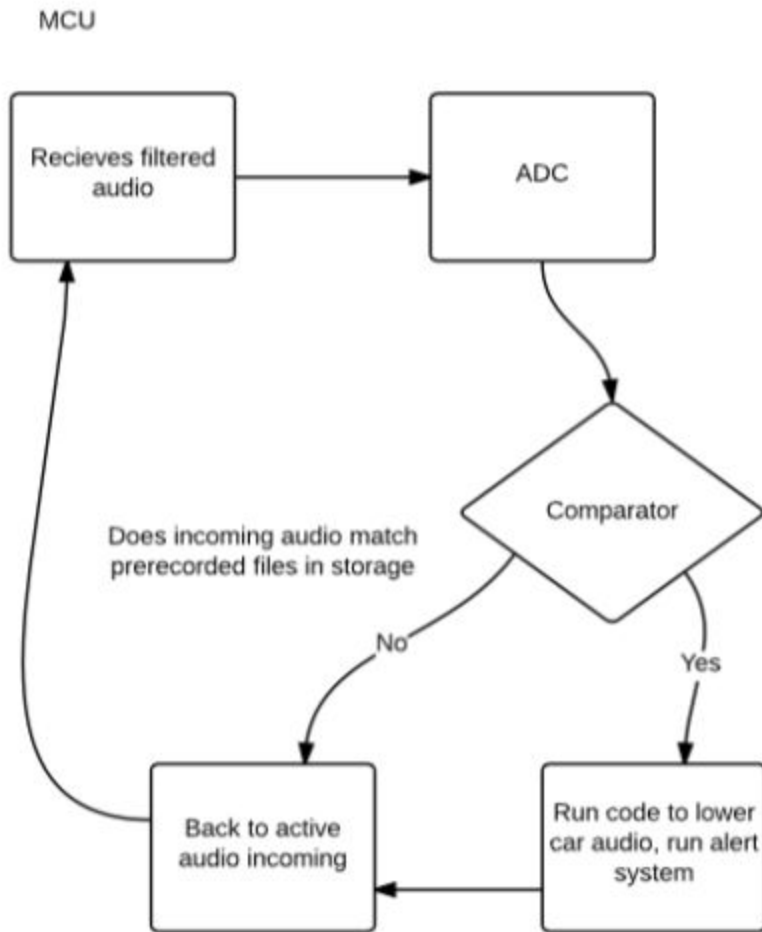 MCU
Recieves filtered
audio
ADC
Comparator
Does incoming audio match
prerecorded files in storage
No
Yes
Back to active
audio incoming
Run code to lower
car audio, run alert
system